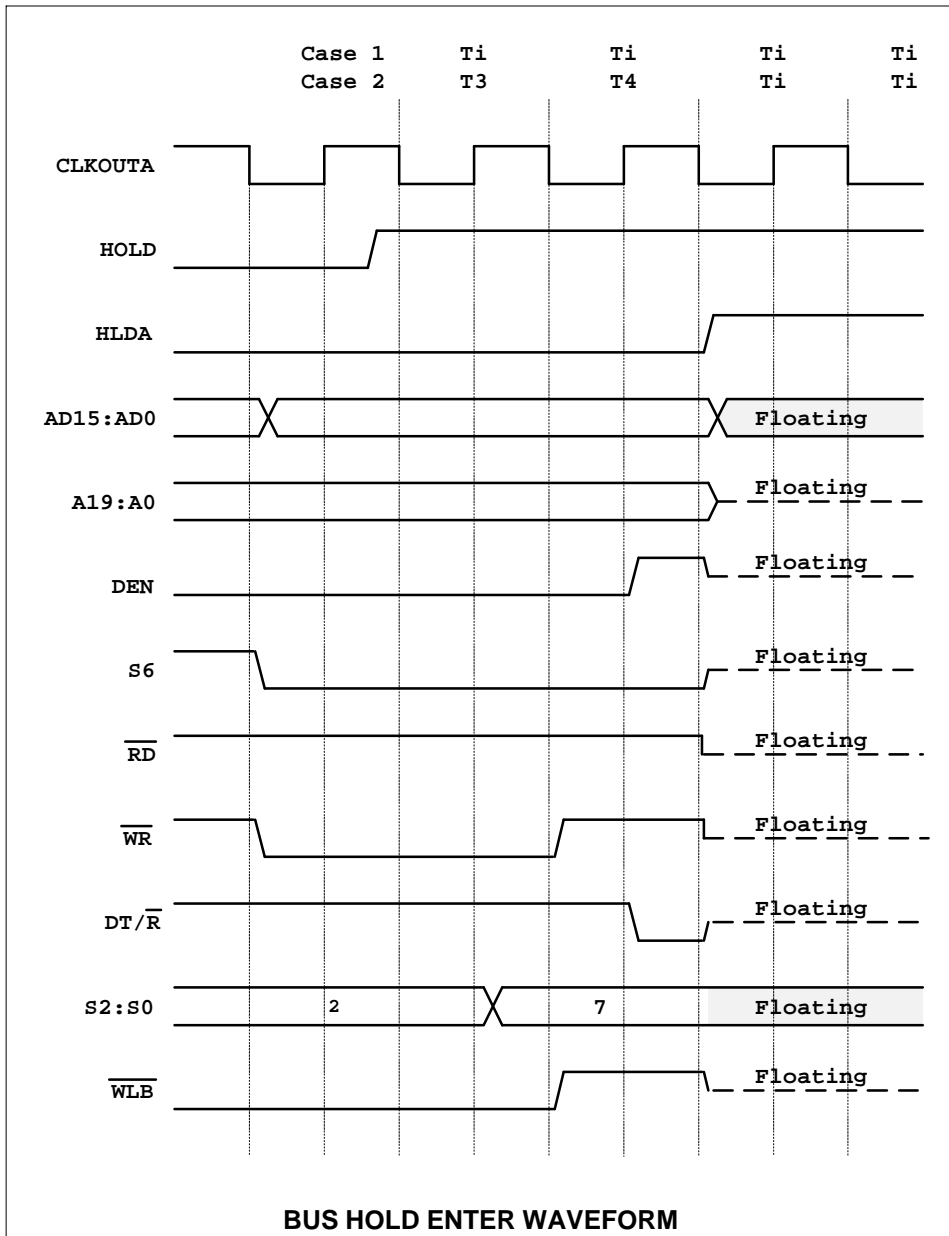 Case 1 Ti Ti Ti Ti
Case 2 T3 T4 Ti Ti
CLKOUTA
HOLD
HLDA
AD15:AD0 Floating
A19:A0 Floating
DEN Floating
S6 Floating
RD Floating
WR Floating
DT/R Floating
S2:S0 2 7 Floating
WLB Floating
BUS HOLD ENTER WAVEFORM